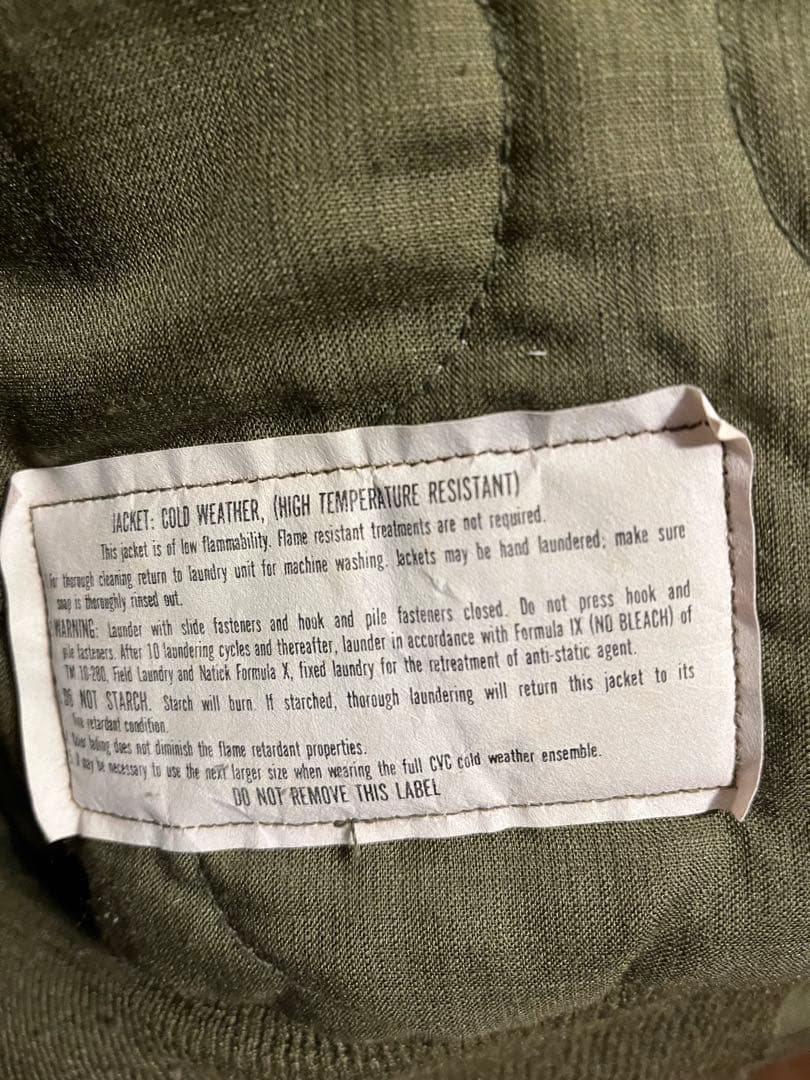 JACKET: COLD WEATHER, (HIGH TEMPERATURE RESISTANT)
This jacket is of low flammability. Flame resistant treatments are not required.
For thorough cleaning return to laundry unit for machine washing. Jackets may be hand laundered; make sure
soap is thoroughly rinsed out.
WARNING: Launder with slide fasteners and houk and pile fasteners closed. Do not press hook and
pile fasteners. After 10 laundering cycles and thereafter, launder in accordance with Formula IX (NO BLEACH) of
TM 10-280, Field Laundry and Natick Formula X, fixed laundry for the retreatment of anti-static agent.
DO NOT STARCH. Starch will burn. If starched, thorough laundering will return this jacket to its
retardant condition.
Color fading does not diminish the flame retardant properties.
It may be necessary to use the next larger size when wearing the full CVC cold weather ensemble.
DO NOT REMOVE THIS LABEL